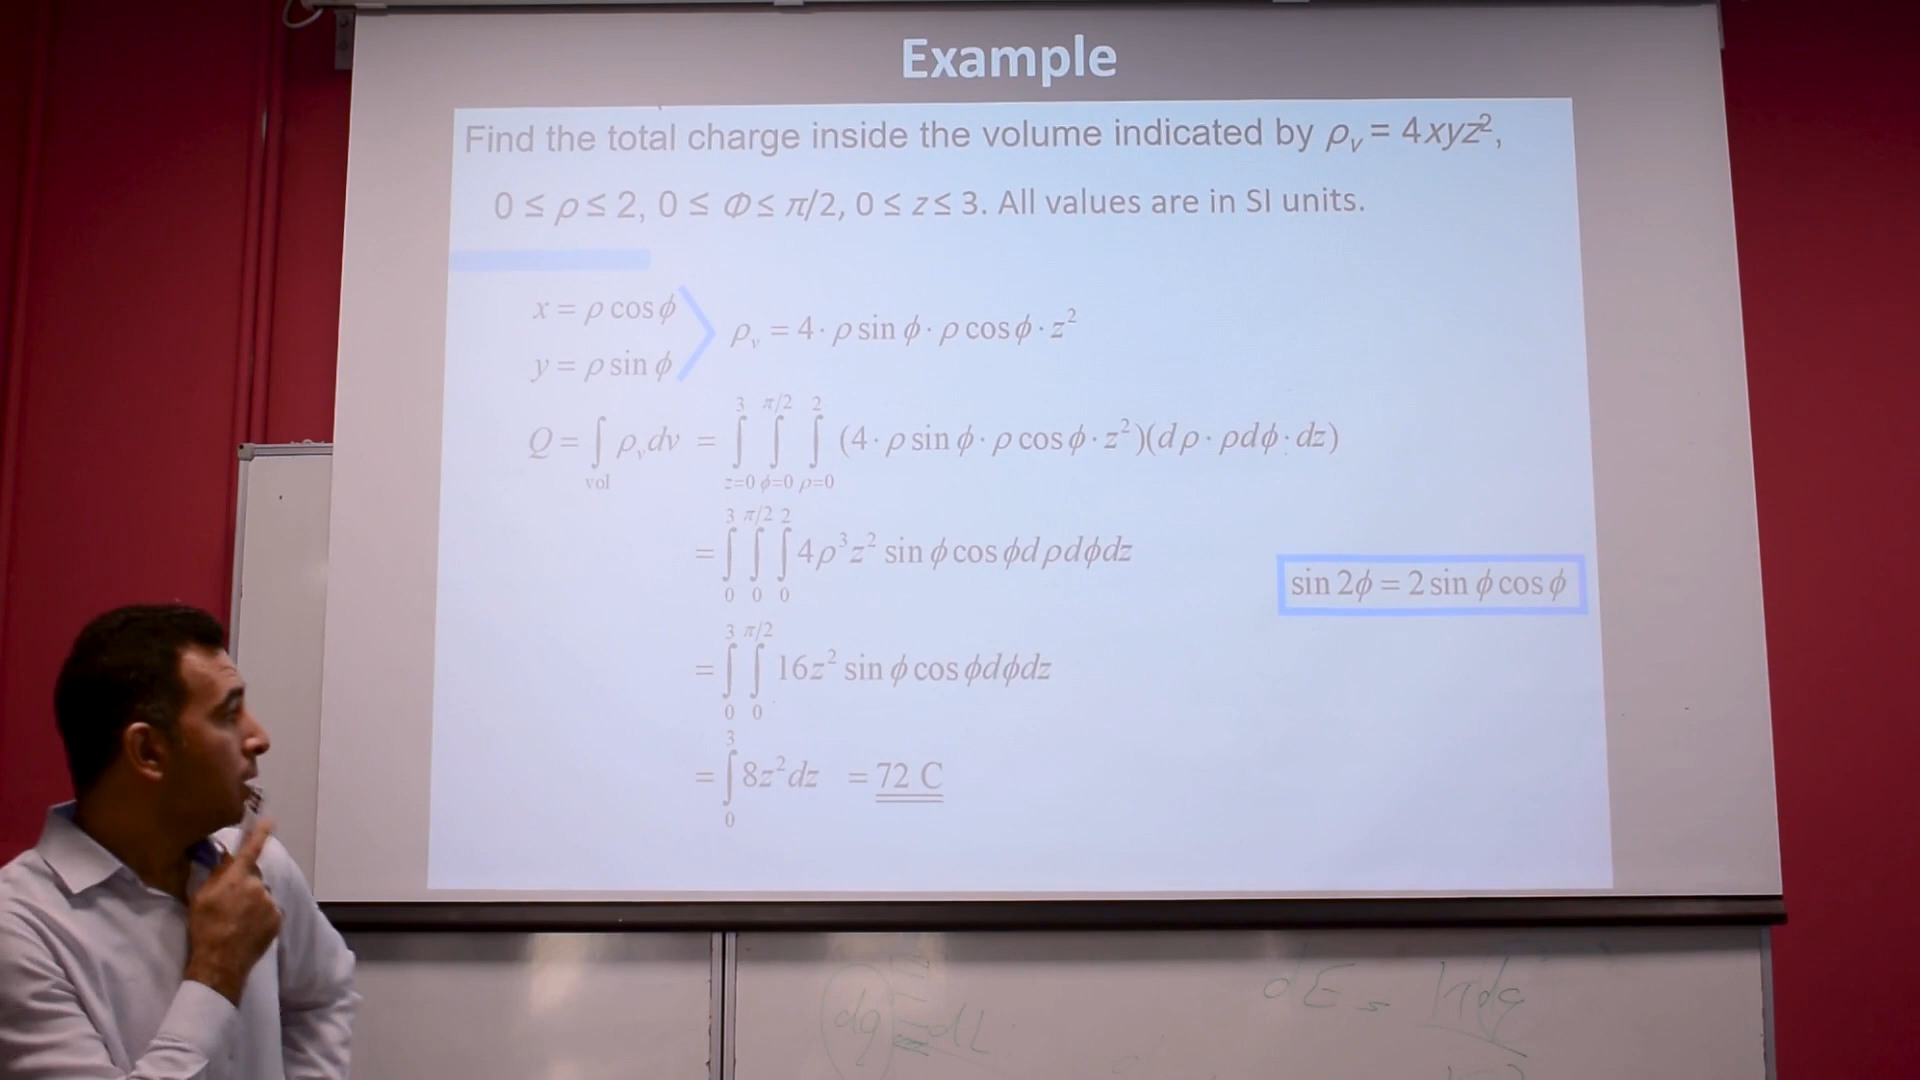 Example
Find the total charge inside the volume indicated by ρᵥ = 4xyz²,
0 ≤ ρ ≤ 2, 0 ≤ Φ ≤ π/2, 0 ≤ z ≤ 3. All values are in SI units.
x = ρ cos ϕ
y = ρ sin ϕ
ρᵥ = 4 · ρ sin ϕ · ρ cos ϕ · z²
Q = ∫_vol ρᵥ dv = ∫_{z=0}^{3} ∫_{ϕ=0}^{π/2} ∫_{ρ=0}^{2} (4 · ρ sin ϕ · ρ cos ϕ · z²)(dρ · ρdϕ · dz)
= ∫_{0}^{3} ∫_{0}^{π/2} ∫_{0}^{2} 4ρ³z² sin ϕ cos ϕ dρ dϕ dz
sin 2ϕ = 2 sin ϕ cos ϕ
= ∫_{0}^{3} ∫_{0}^{π/2} 16z² sin ϕ cos ϕ dϕ dz
= ∫_{0}^{3} 8z² dz = 72 C
dq = dL
dE =